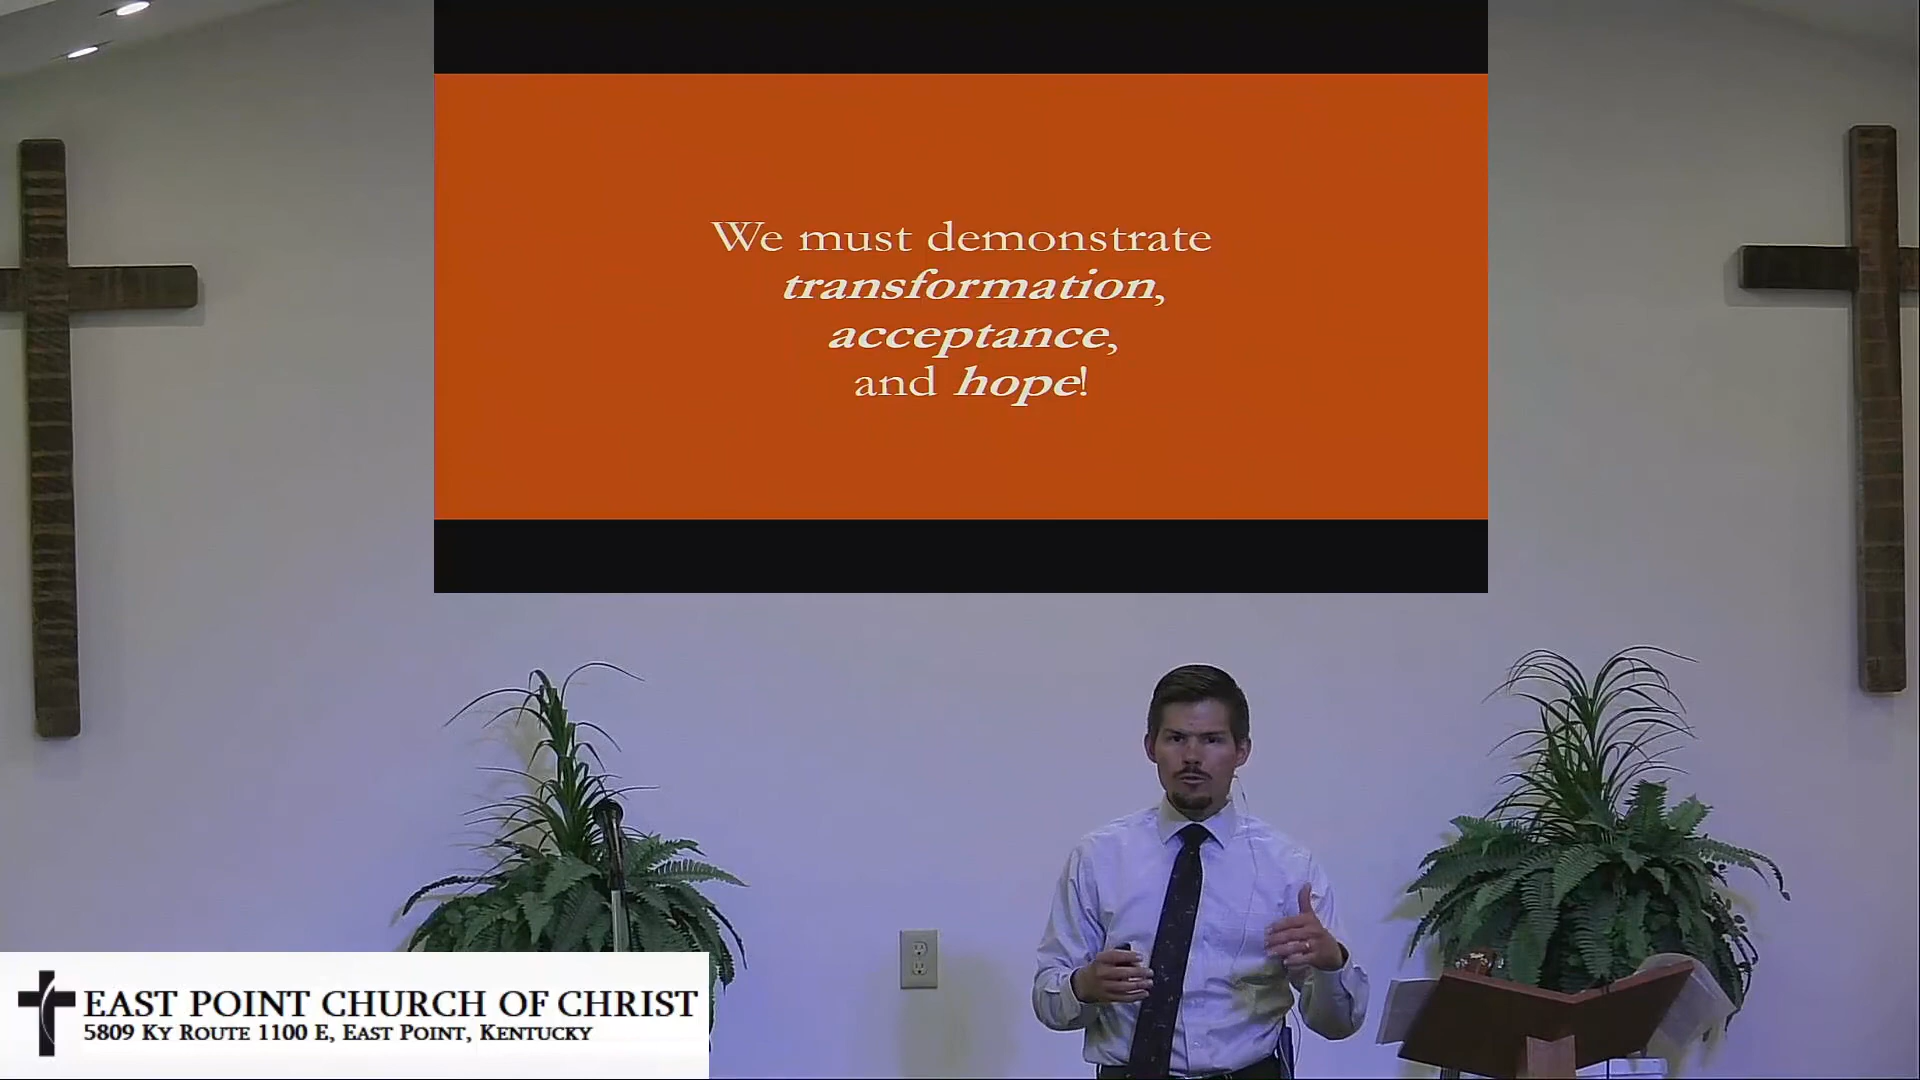 We must demonstrate
transformation,
acceptance,
and hope!
EAST POINT CHURCH OF CHRIST
5809 KY ROUTE 1100 E, EAST POINT, KENTUCKY